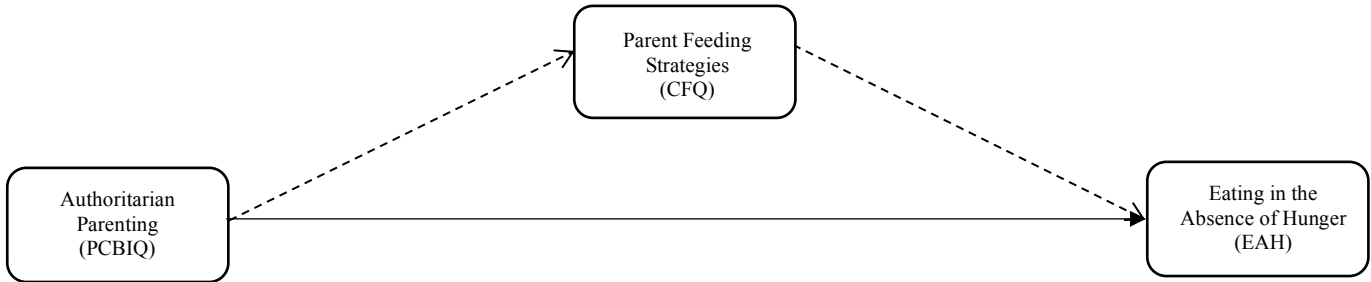 Parent Feeding
Strategies
(CFQ)
Authoritarian
Parenting
(PCBIQ)
Eating in the
Absence of Hunger
(EAH)